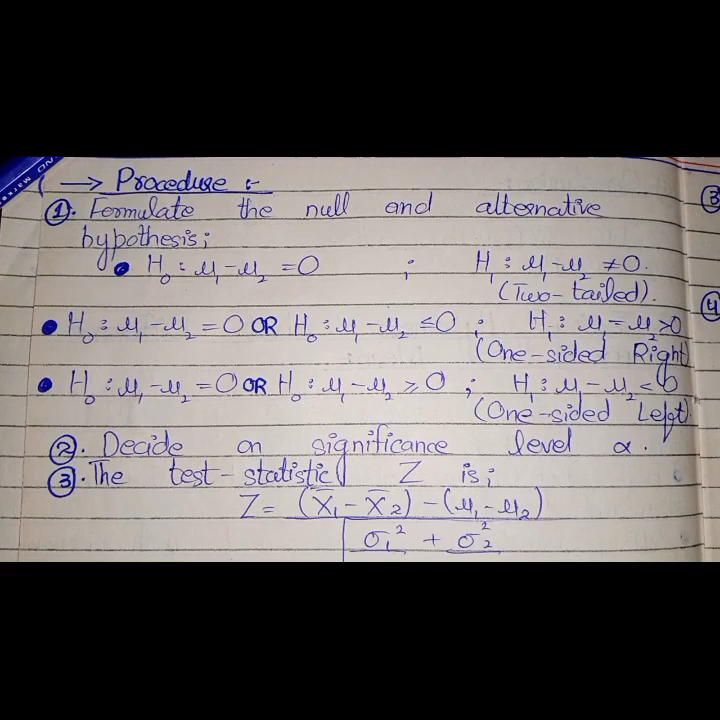 → Procedure :-
①. Formulate the null and alternative
hypothesis;
• H₀ : μ₁-μ₂ = 0 ; H₁ : μ₁-μ₂ ≠ 0.
(Two-tailed).
• H₀ : μ₁-μ₂ = 0 OR H₀ : μ₁-μ₂ ≤ 0 ; H₁ : μ₁-μ₂ > 0
(One-sided Right)
• H₀ : μ₁-μ₂ = 0 OR H₀ : μ₁-μ₂ ≥ 0 ; H₁ : μ₁-μ₂ < 0
(One-sided Left).
②. Decide on significance level α.
③. The test-statistic Z is;
Z = (X̄₁-X̄₂)-(μ₁-μ₂)
σ₁² + σ₂²
③
④